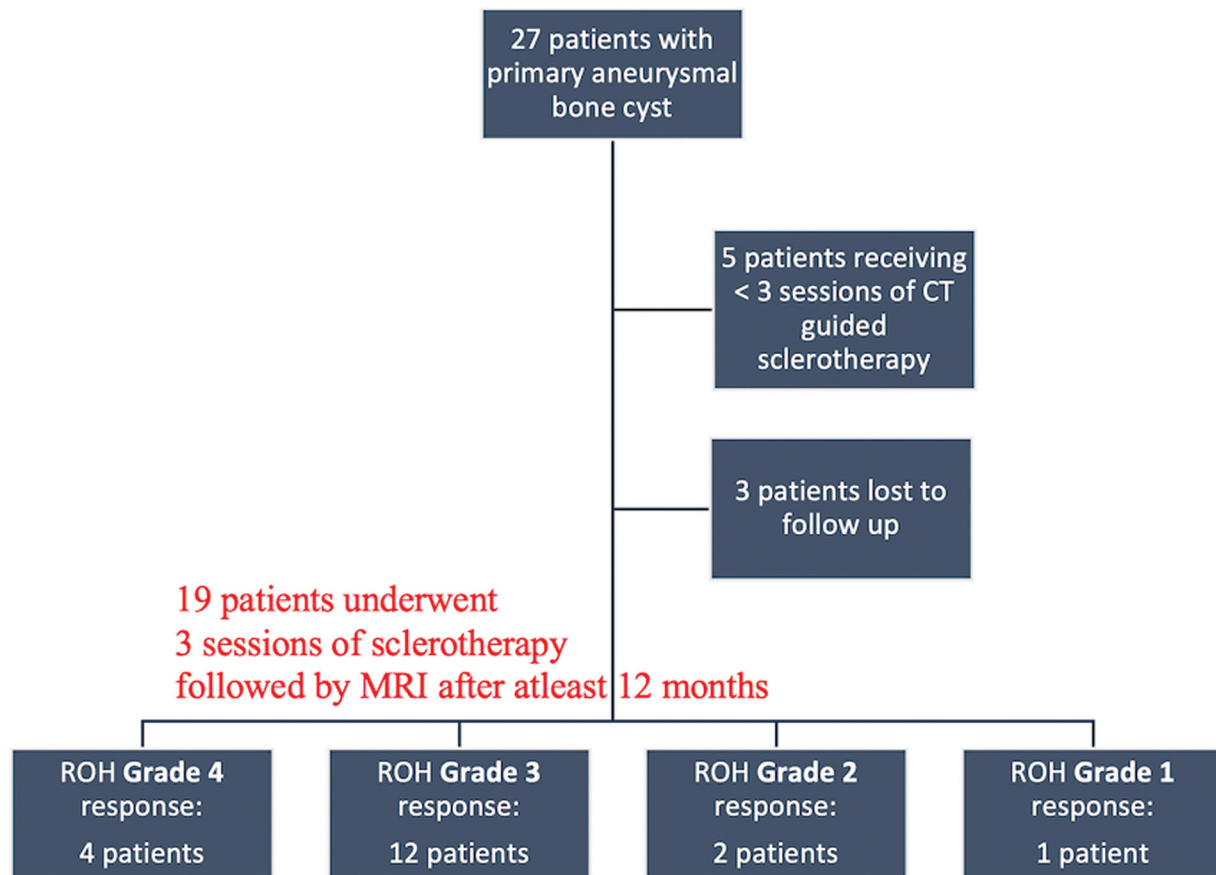 27 patients with
primary aneurysmal
bone cyst
5 patients receiving
< 3 sessions of CT
guided
sclerotherapy
3 patients lost to
follow up
19 patients underwent
3 sessions of sclerotherapy
followed by MRI after atleast 12 months
ROH Grade 4
response:
4 patients
ROH Grade 3
response:
12 patients
ROH Grade 2
response:
2 patients
ROH Grade 1
response:
1 patient